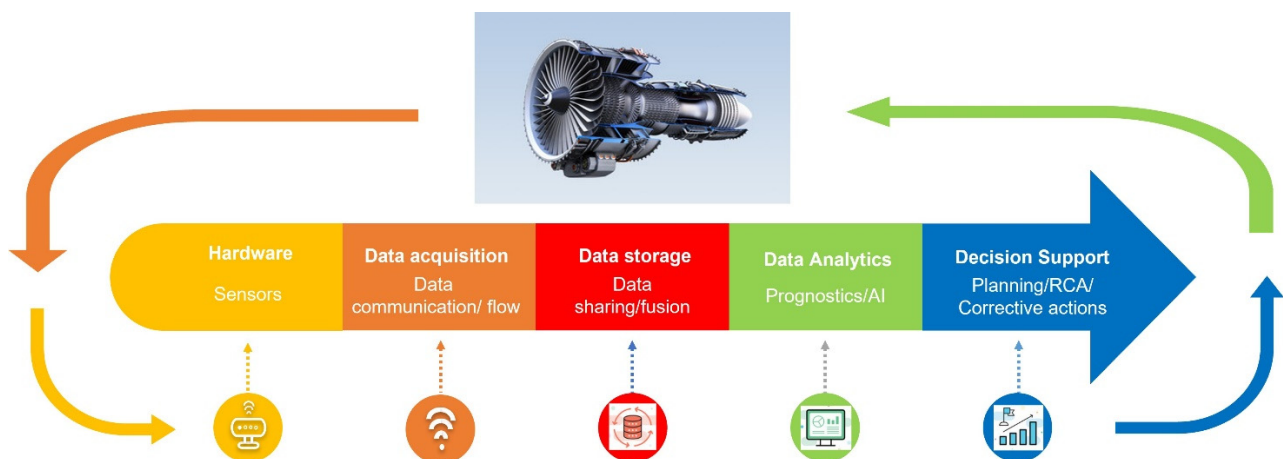 Hardware
Sensors
Data acquisition
Data
communication/ flow
Data storage
Data
sharing/fusion
Data Analytics
Prognostics/AI
Decision Support
Planning/RCA/
Corrective actions